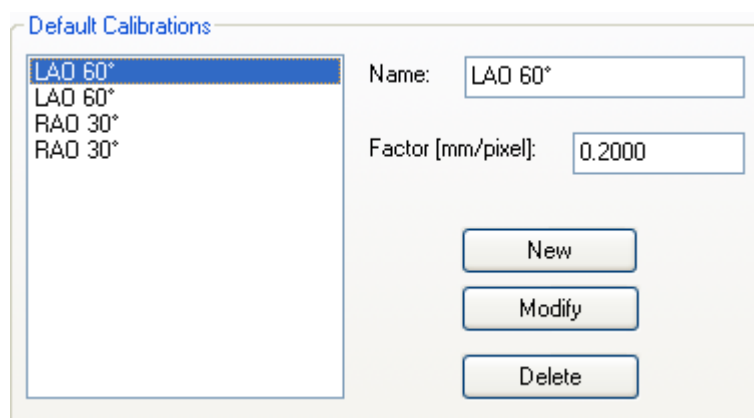 Default Calibrations
LAO 60°
LAO 60°
RAO 30°
RAO 30°
Name: LAO 60°
Factor [mm/pixel]: 0.2000
New
Modify
Delete